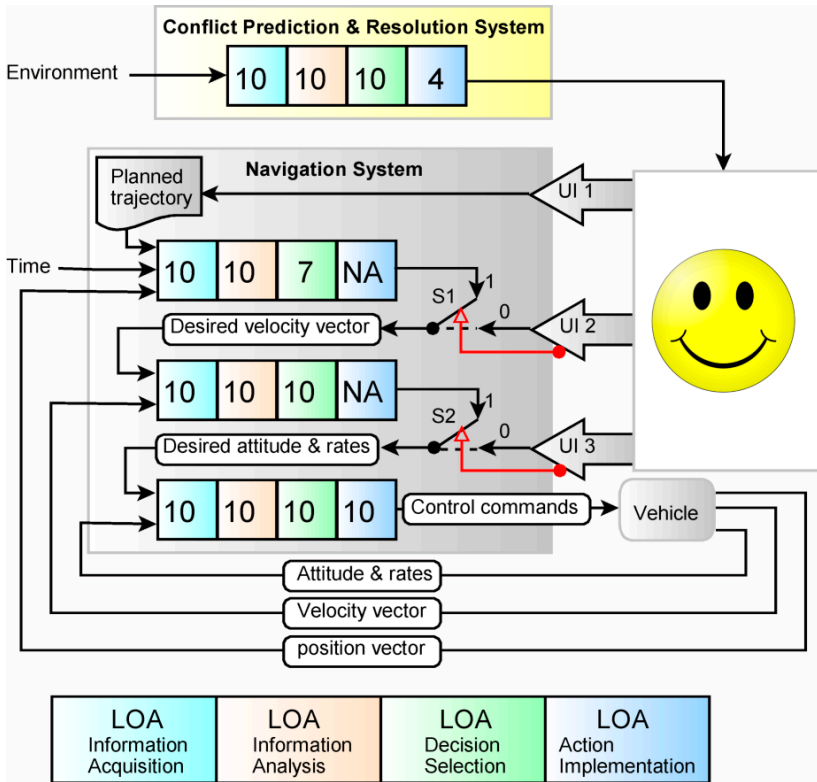 Conflict Prediction & Resolution System
Environment
10 10 10 4
Navigation System
Planned
trajectory
UI 1
Time
10 10 7 NA
1
S1
0
UI 2
Desired velocity vector
10 10 10 NA
1
S2
0
UI 3
Desired attitude & rates
10 10 10 10
Control commands
Vehicle
Attitude & rates
Velocity vector
position vector
LOA LOA LOA LOA
Information Information Decision Action
Acquisition Analysis Selection Implementation